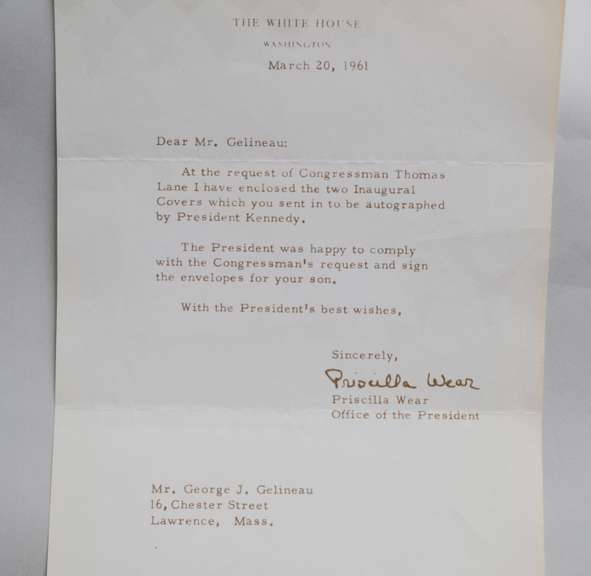 THE WHITE HOUSE
WASHINGTON
March 20, 1961
Dear Mr. Gelineau:
At the request of Congressman Thomas
Lane I have enclosed the two Inaugural
Covers which you sent in to be autographed
by President Kennedy.
The President was happy to comply
with the Congressman's request and sign
the envelopes for your son.
With the President's best wishes,
Sincerely,
Priscilla Wear
Priscilla Wear
Office of the President
Mr. George J. Gelineau
16, Chester Street
Lawrence, Mass.